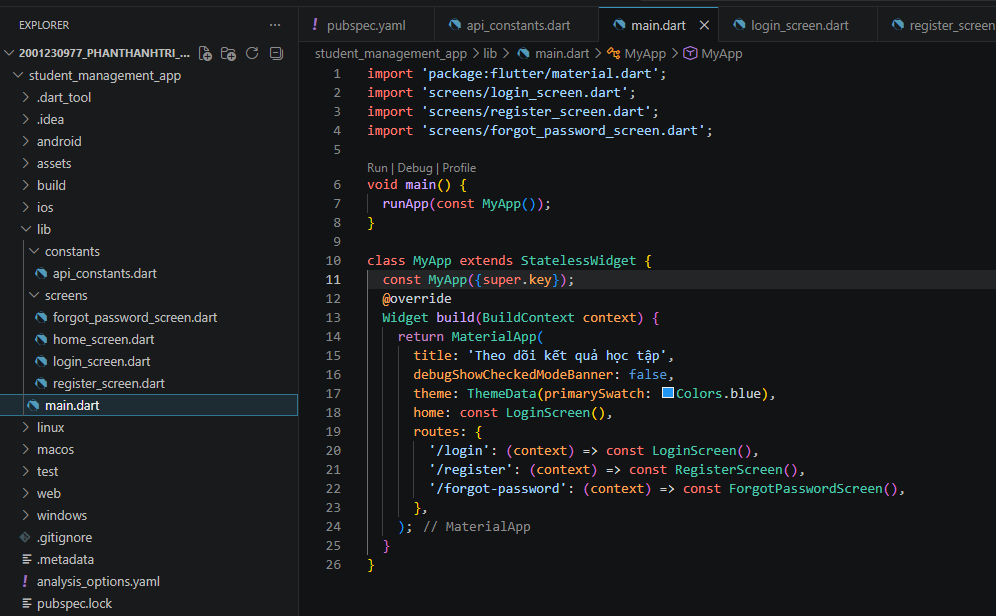 EXPLORER ...
2001230977_PHANTHANHTRI_...
student_management_app
.dart_tool
.idea
android
assets
build
ios
lib
constants
api_constants.dart
screens
forgot_password_screen.dart
home_screen.dart
login_screen.dart
register_screen.dart
main.dart
linux
macos
test
web
windows
.gitignore
.metadata
! analysis_options.yaml
pubspec.lock
! pubspec.yaml api_constants.dart main.dart × login_screen.dart register_screen
student_management_app > lib > main.dart > MyApp > MyApp
1 import 'package:flutter/material.dart';
2 import 'screens/login_screen.dart';
3 import 'screens/register_screen.dart';
4 import 'screens/forgot_password_screen.dart';
5
Run | Debug | Profile
6 void main() {
7 runApp(const MyApp());
8 }
9
10 class MyApp extends StatelessWidget {
11 const MyApp({super.key});
12 @override
13 Widget build(BuildContext context) {
14 return MaterialApp(
15 title: 'Theo dõi kết quả học tập',
16 debugShowCheckedModeBanner: false,
17 theme: ThemeData(primarySwatch: Colors.blue),
18 home: const LoginScreen(),
19 routes: {
20 '/login': (context) => const LoginScreen(),
21 '/register': (context) => const RegisterScreen(),
22 '/forgot-password': (context) => const ForgotPasswordScreen(),
23 },
24 ); // MaterialApp
25 }
26 }